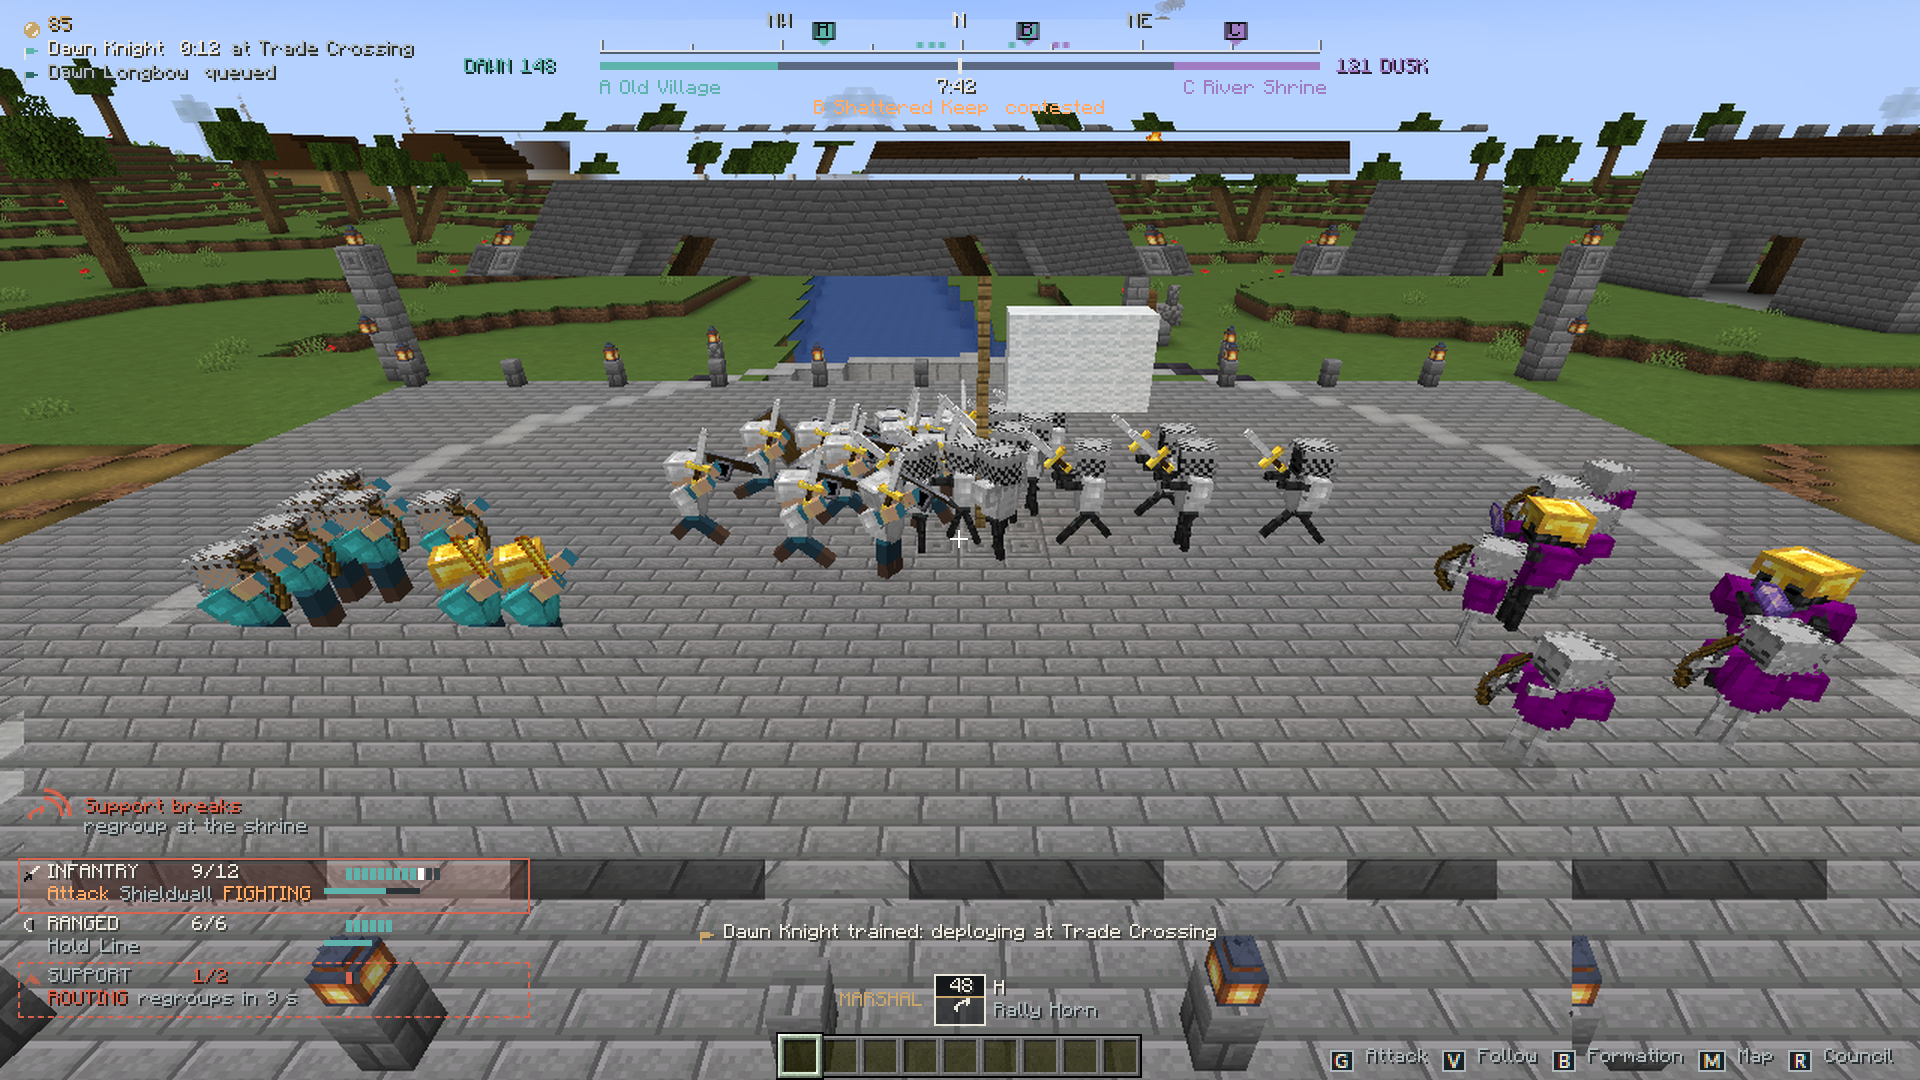 85
Dawn Knight 0:12 at Trade Crossing
Dawn Longbow queued
NW N NE
A B C
DAWN 148
131 DUSK
A Old Village
7:42
C River Shrine
B Shattered Keep contested
Support breaks
regroup at the shrine
INFANTRY 9/12
Attack Shieldwall FIGHTING
RANGED 6/6
Hold Line
SUPPORT 1/2
ROUTING regroups in 9 s
Dawn Knight trained: deploying at Trade Crossing
MARSHAL 48 H
Rally Horn
G Attack V Follow B Formation M Map R Council